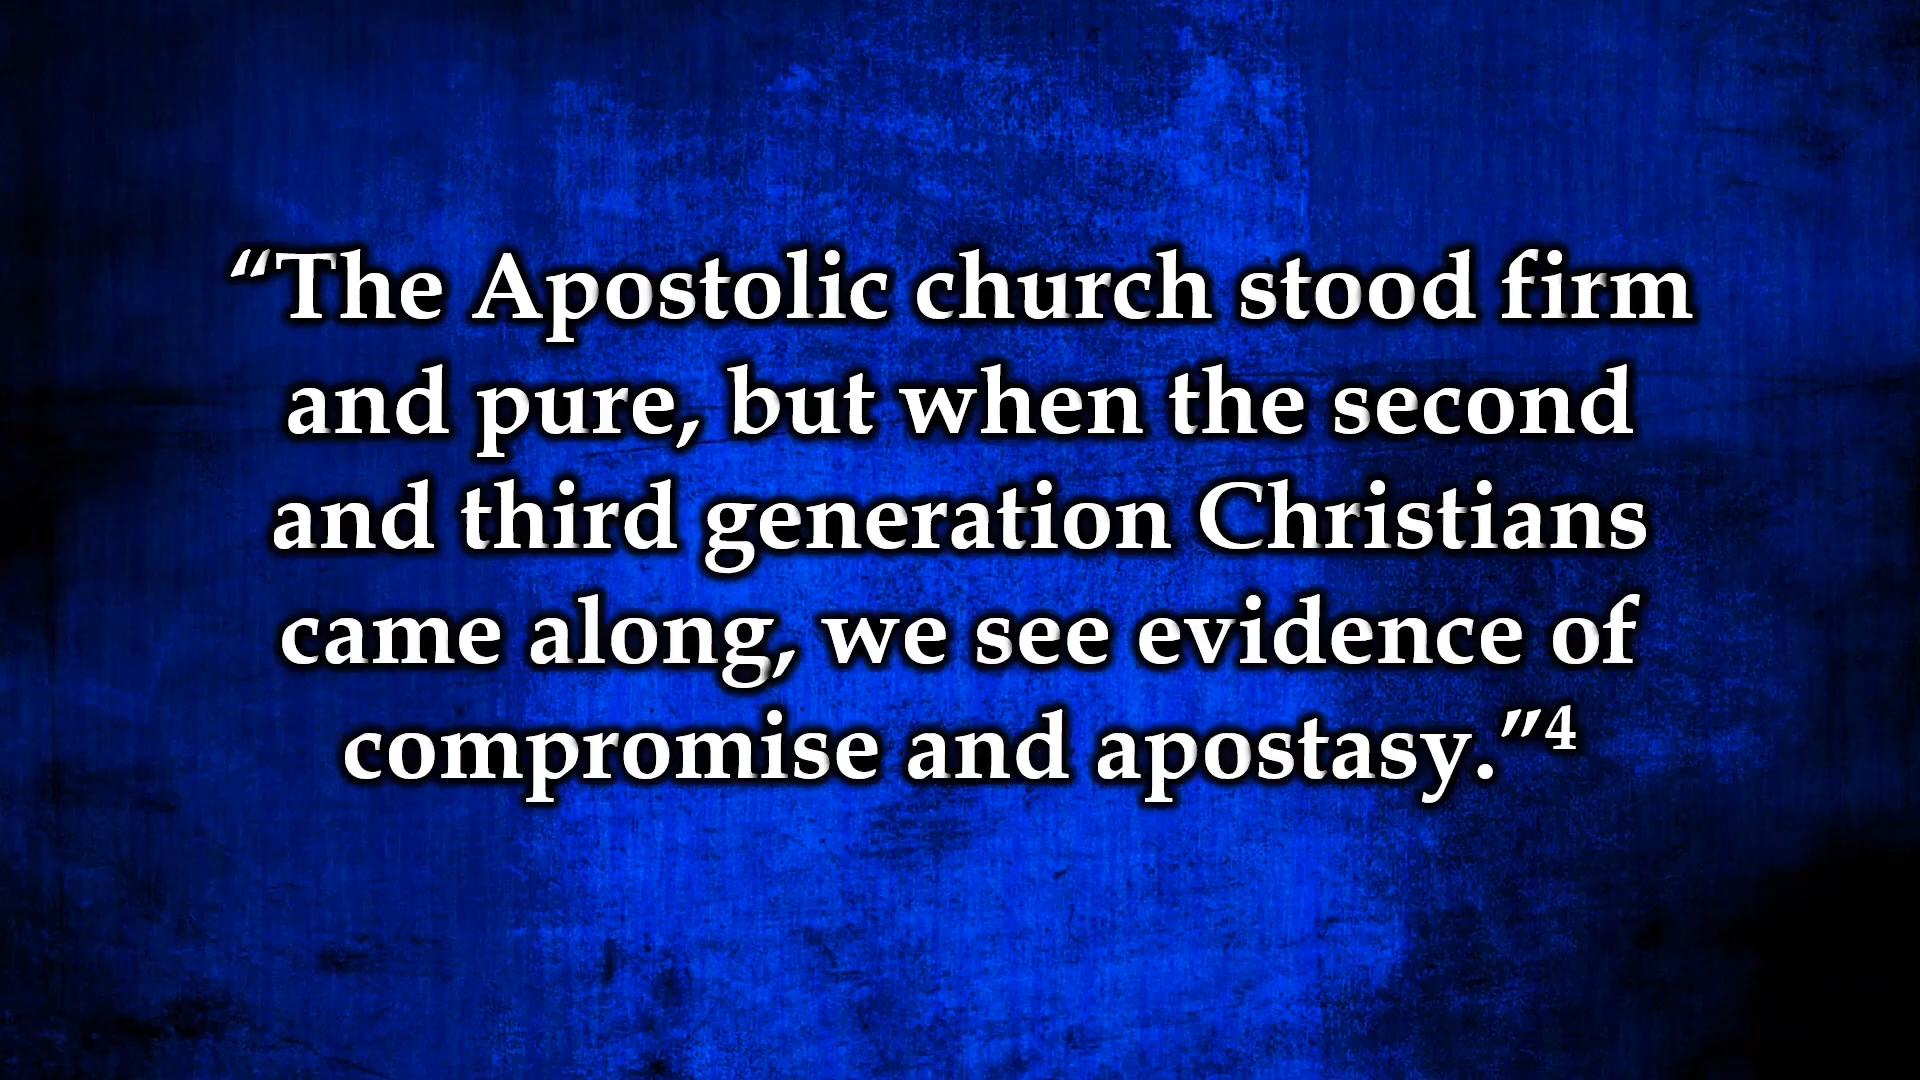 “The Apostolic church stood firm
and pure, but when the second
and third generation Christians
came along, we see evidence of
compromise and apostasy.”⁴